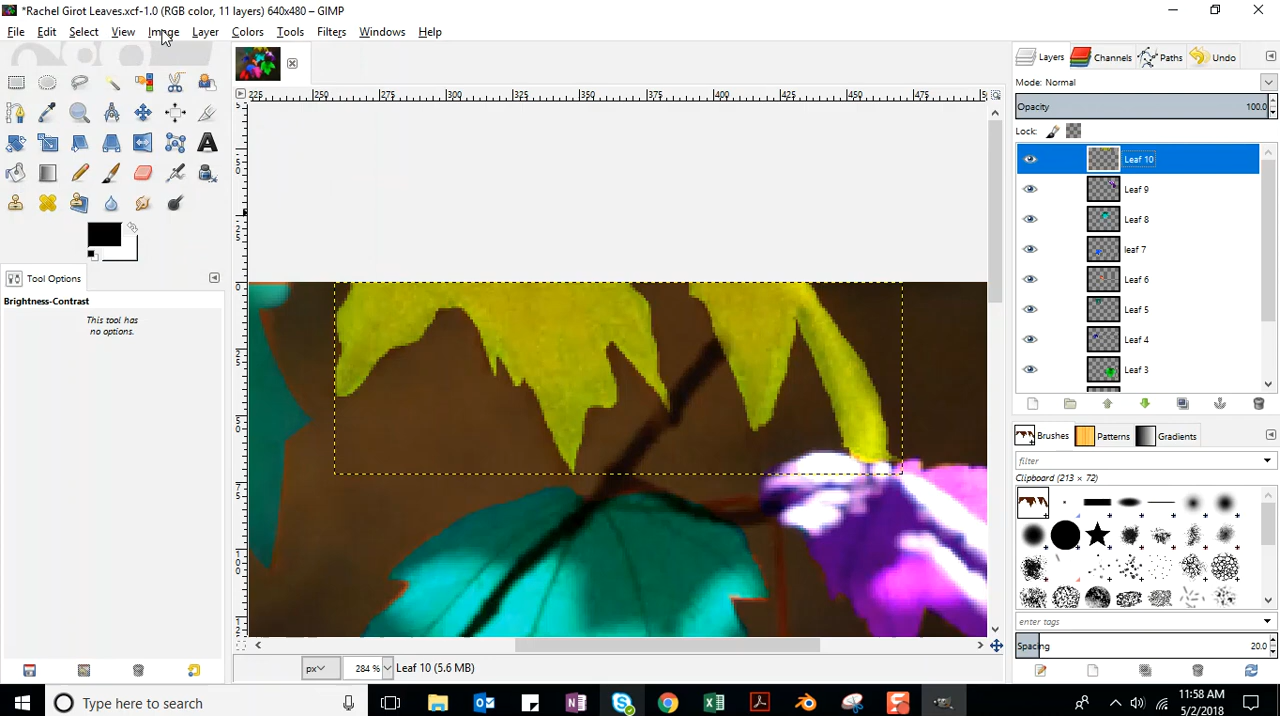 *Rachel Girot Leaves.xcf-1.0 (RGB color, 11 layers) 640x480 – GIMP
File Edit Select View Image Layer Colors Tools Filters Windows Help
Layers Channels Paths Undo
Mode: Normal
225 300 325 350 375 400 425 450 475
Opacity 100.0
Lock:
Leaf 10
Leaf 9
Leaf 8
leaf 7
Leaf 6
Leaf 5
Leaf 4
Leaf 3
Tool Options
Brightness-Contrast
This tool has
no options.
Brushes Patterns Gradients
filter
Clipboard (213 × 72)
enter tags
Spacing 20.0
px 284 % Leaf 10 (5.6 MB)
Type here to search
11:58 AM
5/2/2018